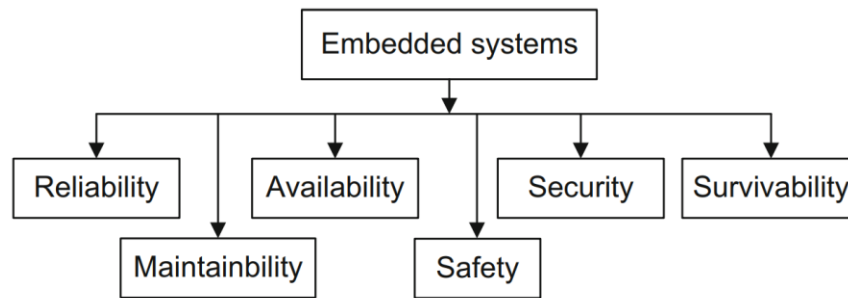 Embedded systems
Reliability
Availability
Security
Survivability
Maintainbility
Safety